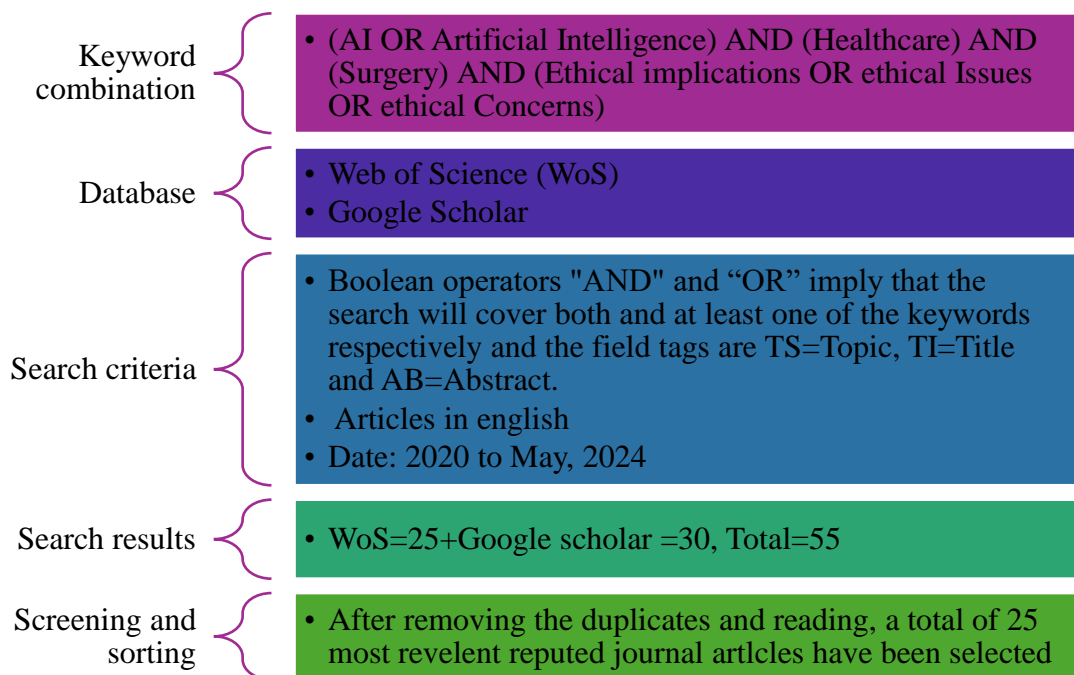 Keyword
combination
• (AI OR Artificial Intelligence) AND (Healthcare) AND
(Surgery) AND (Ethical implications OR ethical Issues
OR ethical Concerns)
Database
• Web of Science (WoS)
• Google Scholar
Search criteria
• Boolean operators "AND" and “OR” imply that the
search will cover both and at least one of the keywords
respectively and the field tags are TS=Topic, TI=Title
and AB=Abstract.
• Articles in english
• Date: 2020 to May, 2024
Search results
• WoS=25+Google scholar =30, Total=55
Screening and
sorting
• After removing the duplicates and reading, a total of 25
most revelent reputed journal artlcles have been selected